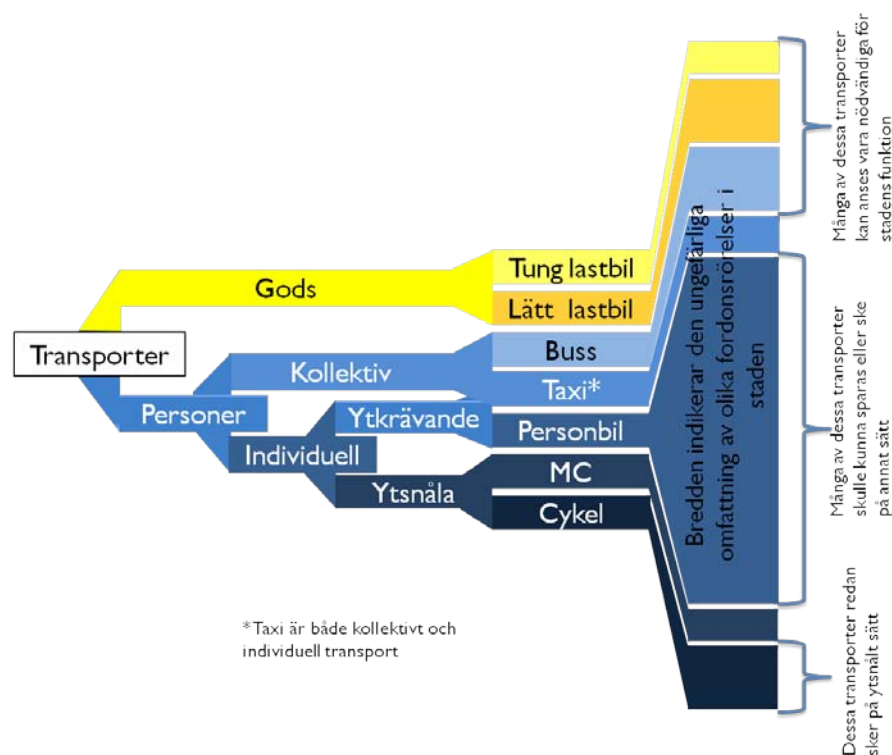 Transporter
Gods
Personer
Kollektiv
Individuell
Ytkrävande
Ytsnåla
Tung lastbil
Lätt lastbil
Buss
Taxi*
Personbil
MC
Cykel
Bredden indikerar den ungefärliga
omfattning av olika fordonsrörelser i
staden
Många av dessa transporter
kan anses vara nödvändiga för
stadens funktion
Många av dessa transporter
skulle kunna sparas eller ske
på annat sätt
Dessa transporter redan
sker på ytsnålt sätt
*Taxi är både kollektivt och
individuell transport